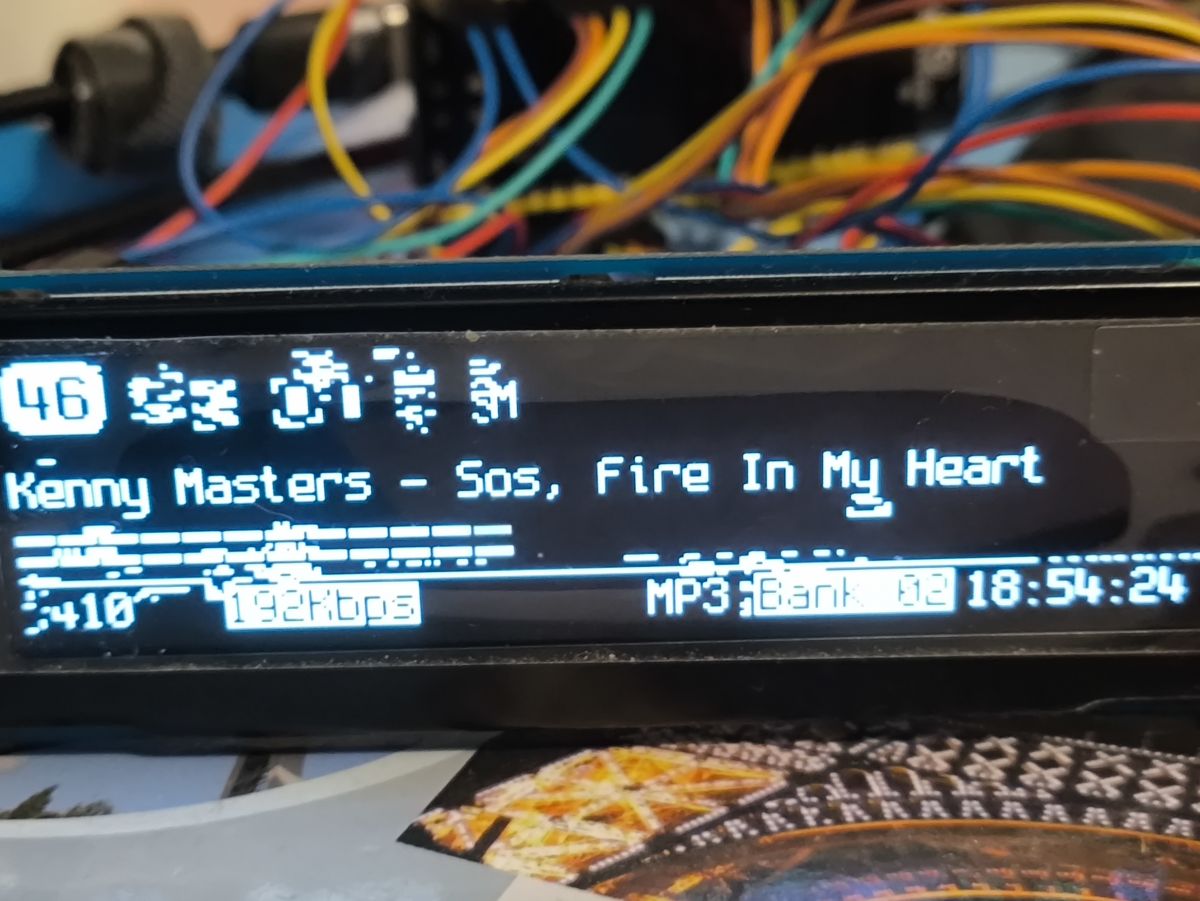 46
Kenny Masters - Sos, Fire In My Heart
410 192Kbps MP3 Bank 02 18:54:24